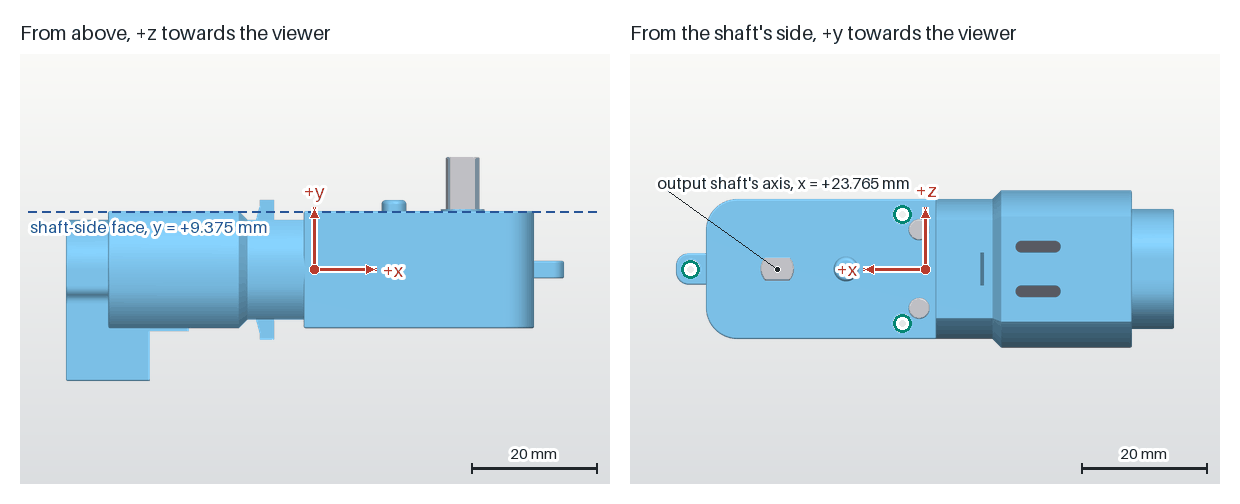 From above, +z towards the viewer
From the shaft's side, +y towards the viewer
+y
shaft-side face, y = +9.375 mm
+x
20 mm
output shaft's axis, x = +23.765 mm
+z
+x
20 mm